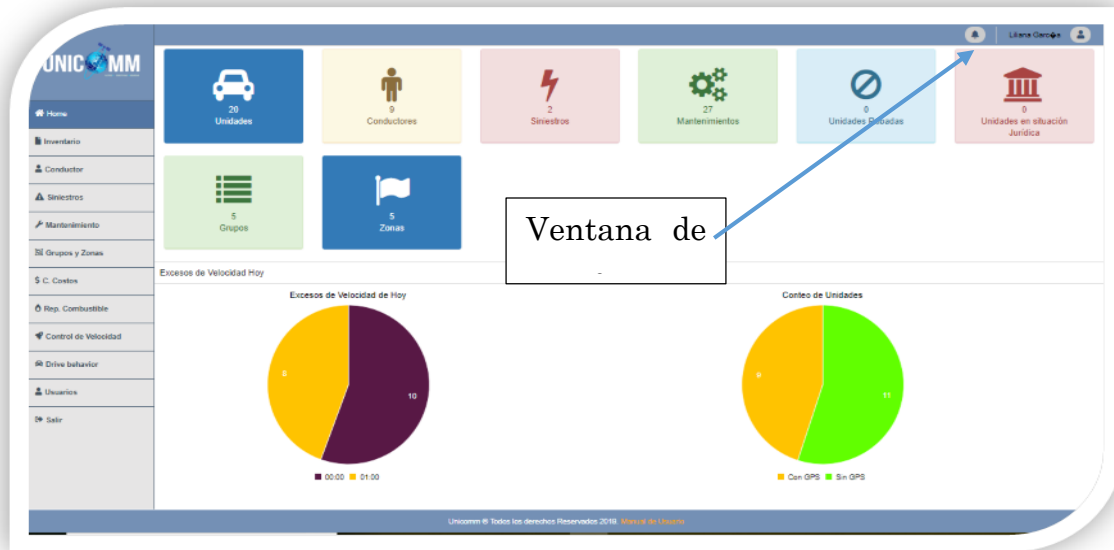 UNICOMM
Liliana Garc�s
Home
Inventario
Conductor
Siniestros
Mantenimiento
Grupos y Zonas
$ C. Costos
Rep. Combustible
Control de Velocidad
Drive behavior
Usuarios
Salir
20
Unidades
9
Conductores
2
Siniestros
27
Mantenimientos
0
Unidades Robadas
0
Unidades en situación
Jurídica
5
Grupos
5
Zonas
Ventana de
Excesos de Velocidad Hoy
Excesos de Velocidad de Hoy
8
10
00:00 01:00
Conteo de Unidades
9
11
Con GPS Sin GPS
Unicomm ® Todos los derechos Reservados 2019. Manual de Usuario